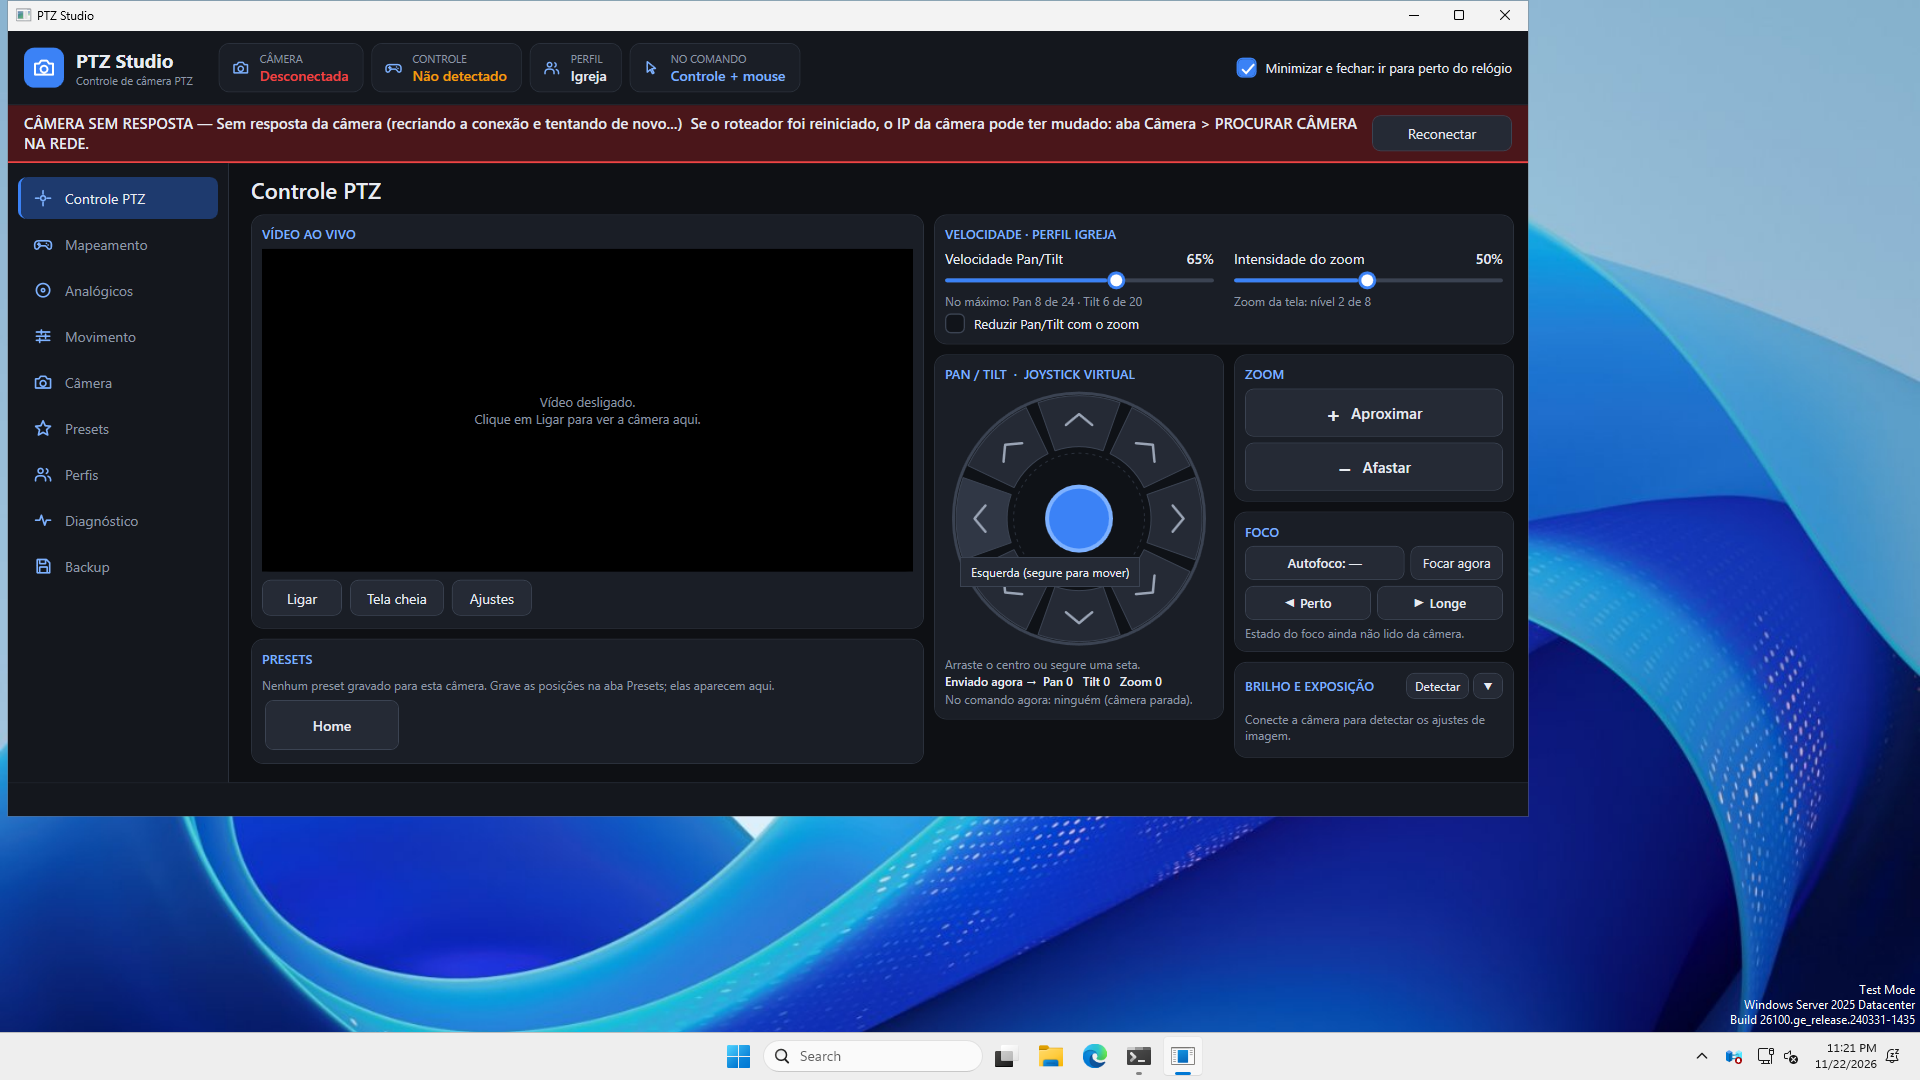 PTZ Studio
PTZ Studio
Controle de câmera PTZ
CÂMERA
Desconectada
CONTROLE
Não detectado
PERFIL
Igreja
NO COMANDO
Controle + mouse
Minimizar e fechar: ir para perto do relógio
CÂMERA SEM RESPOSTA — Sem resposta da câmera (recriando a conexão e tentando de novo...)  Se o roteador foi reiniciado, o IP da câmera pode ter mudado: aba Câmera > PROCURAR CÂMERA
NA REDE.
Reconectar
Controle PTZ
Mapeamento
Analógicos
Movimento
Câmera
Presets
Perfis
Diagnóstico
Backup
Controle PTZ
VÍDEO AO VIVO
Vídeo desligado.
Clique em Ligar para ver a câmera aqui.
Ligar
Tela cheia
Ajustes
PRESETS
Nenhum preset gravado para esta câmera. Grave as posições na aba Presets; elas aparecem aqui.
Home
VELOCIDADE · PERFIL IGREJA
Velocidade Pan/Tilt 65%
No máximo: Pan 8 de 24 · Tilt 6 de 20
Reduzir Pan/Tilt com o zoom
Intensidade do zoom 50%
Zoom da tela: nível 2 de 8
PAN / TILT · JOYSTICK VIRTUAL
Esquerda (segure para mover)
Arraste o centro ou segure uma seta.
Enviado agora → Pan 0 Tilt 0 Zoom 0
No comando agora: ninguém (câmera parada).
ZOOM
+ Aproximar
– Afastar
FOCO
Autofoco: —
Focar agora
◄ Perto
► Longe
Estado do foco ainda não lido da câmera.
BRILHO E EXPOSIÇÃO
Detectar
▼
Conecte a câmera para detectar os ajustes de
imagem.
Test Mode
Windows Server 2025 Datacenter
Build 26100.ge_release.240331-1435
Search
11:21 PM
11/22/2026